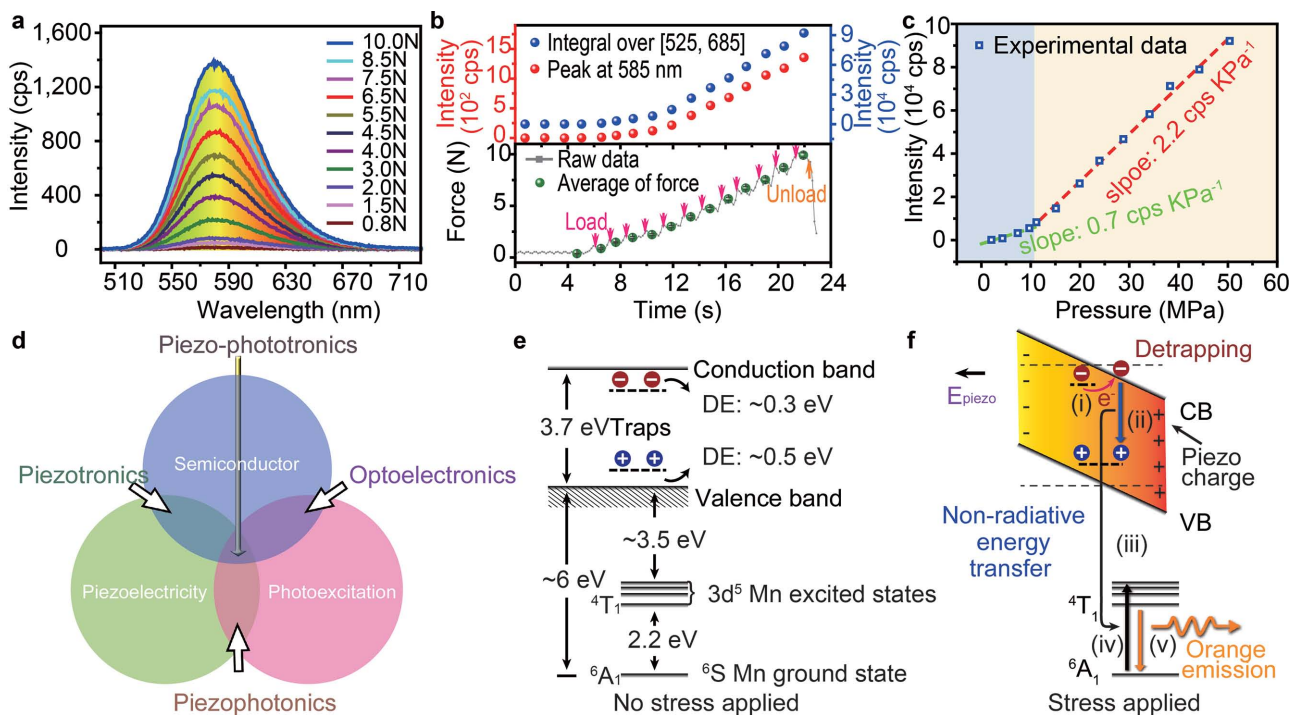 a
1,600
1,200
800
400
0
Intensity (cps)
510 550 590 630 670 710
Wavelength (nm)
10.0N
8.5N
7.5N
6.5N
5.5N
4.5N
4.0N
3.0N
2.0N
1.5N
0.8N
b
Intensity
(10² cps)
15
10
5
0
Integral over [525, 685]
Peak at 585 nm
9
6
3
0
Intensity
(10⁴ cps)
Force (N)
10
5
0
Raw data
Average of force
Load
Unload
0 4 8 12 16 20 24
Time (s)
c
Intensity (10⁴ cps)
10
8
6
4
2
0
Experimental data
slpoe: 2.2 cps KPa⁻¹
slope: 0.7 cps KPa⁻¹
0 10 20 30 40 50 60
Pressure (MPa)
d
Piezo-phototronics
Semiconductor
Piezotronics
Optoelectronics
Piezoelectricity
Photoexcitation
Piezophotonics
e
Conduction band
DE: ~0.3 eV
3.7 eV
Traps
DE: ~0.5 eV
Valence band
~3.5 eV
~6 eV
⁴T₁
3d⁵ Mn excited states
2.2 eV
⁶A₁
⁶S Mn ground state
No stress applied
f
Detrapping
Epiezo
(i)
e⁻
(ii)
CB
Piezo
charge
VB
Non-radiative
energy
transfer
(iii)
⁴T₁
(iv)
(v)
Orange
emission
⁶A₁
Stress applied